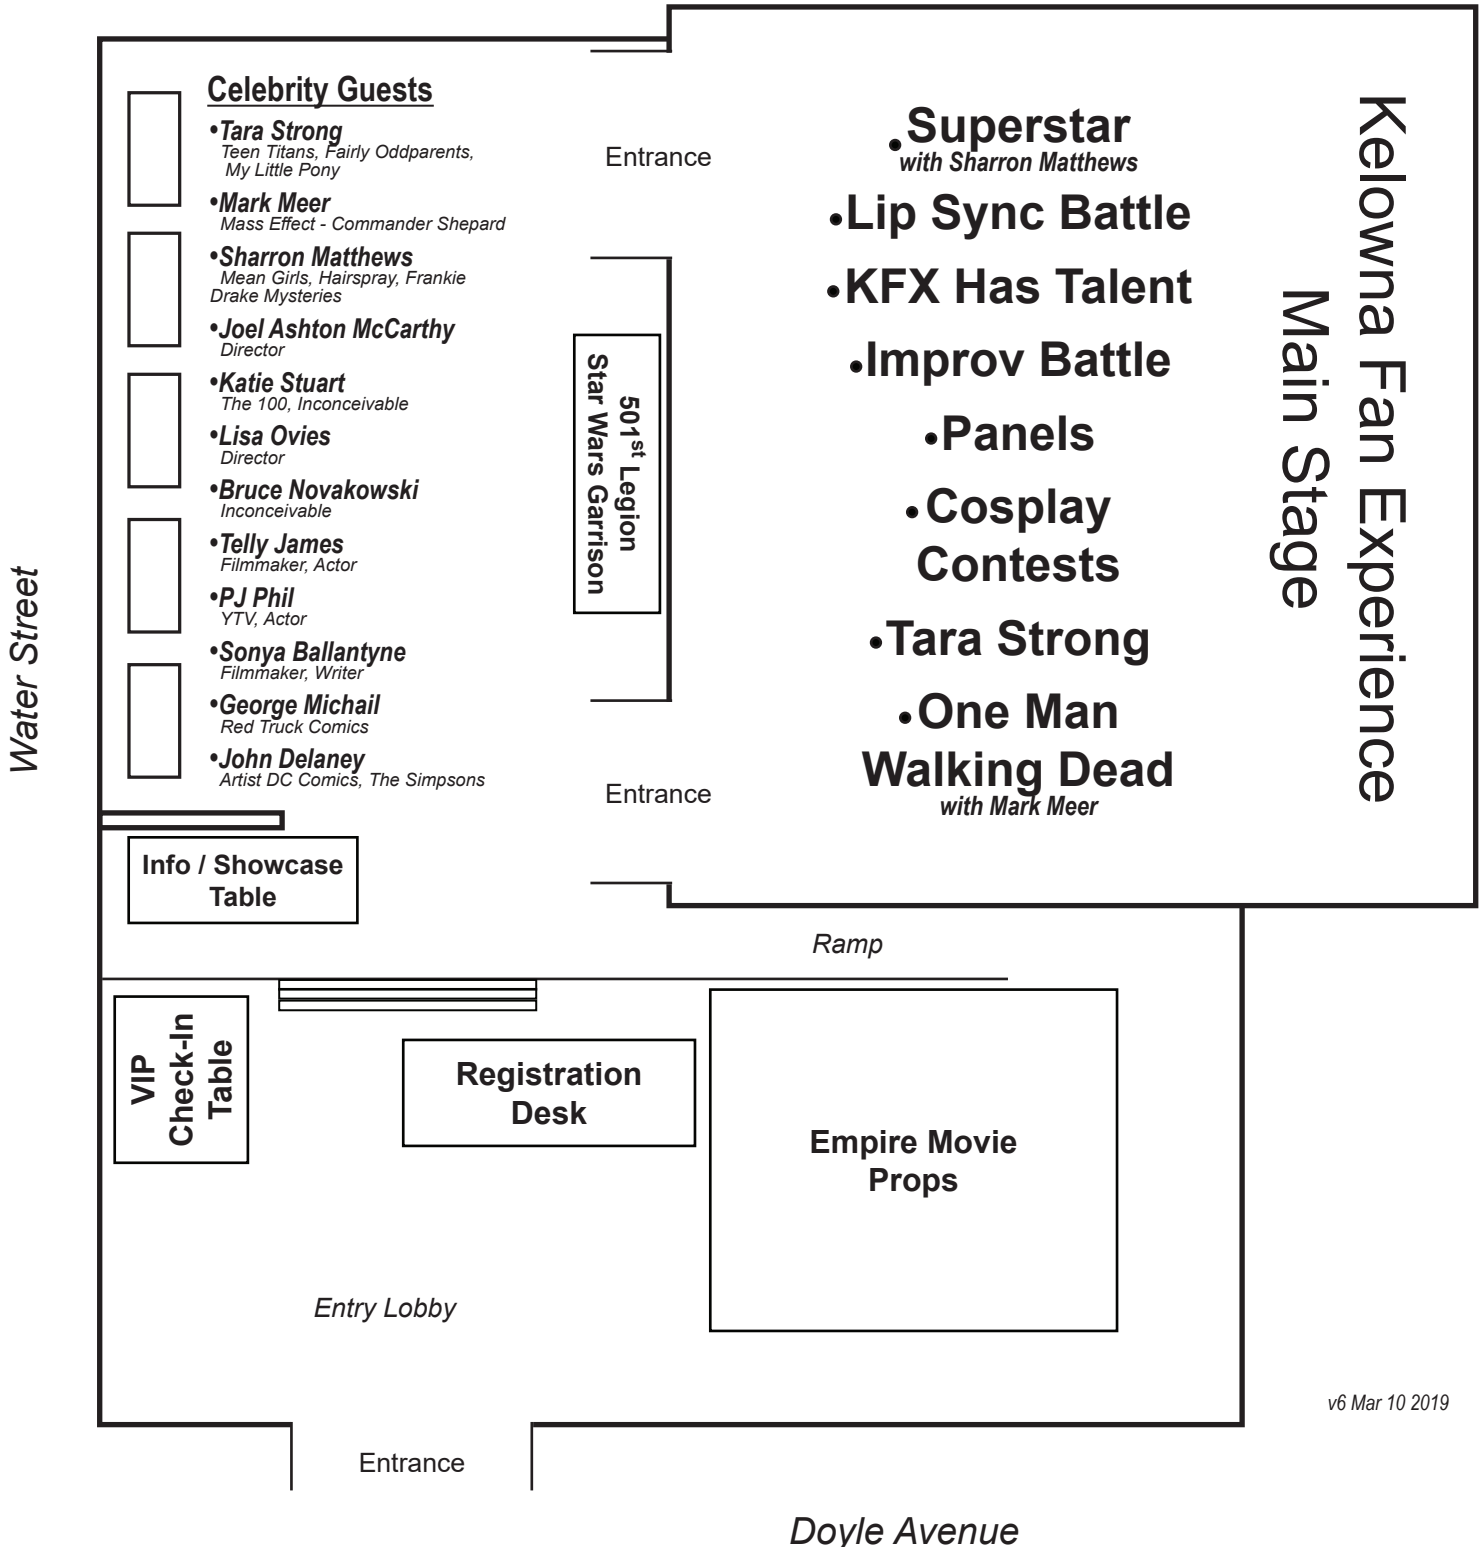 Celebrity Guests
•Tara Strong
Teen Titans, Fairly Oddparents,
My Little Pony
•Mark Meer
Mass Effect - Commander Shepard
•Sharron Matthews
Mean Girls, Hairspray, Frankie
Drake Mysteries
•Joel Ashton McCarthy
Director
•Katie Stuart
The 100, Inconceivable
•Lisa Ovies
Director
•Bruce Novakowski
Inconceivable
•Telly James
Filmmaker, Actor
•PJ Phil
YTV, Actor
•Sonya Ballantyne
Filmmaker, Writer
•George Michail
Red Truck Comics
•John Delaney
Artist DC Comics, The Simpsons
Water Street
Entrance
501st Legion
Star Wars Garrison
Entrance
•Superstar
with Sharron Matthews
•Lip Sync Battle
•KFX Has Talent
•Improv Battle
•Panels
•Cosplay
Contests
•Tara Strong
•One Man
Walking Dead
with Mark Meer
Kelowna Fan Experience
Main Stage
Info / Showcase
Table
Ramp
VIP
Check-In
Table
Registration
Desk
Empire Movie
Props
Entry Lobby
v6 Mar 10 2019
Entrance
Doyle Avenue